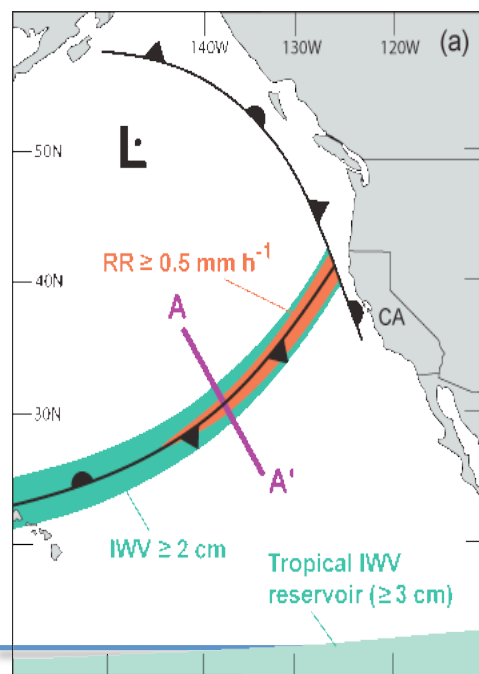 140W 130W 120W (a)
50N
L
RR ≥ 0.5 mm h⁻¹
40N
A
CA
30N
A'
IWV ≥ 2 cm
Tropical IWV
reservoir (≥ 3 cm)